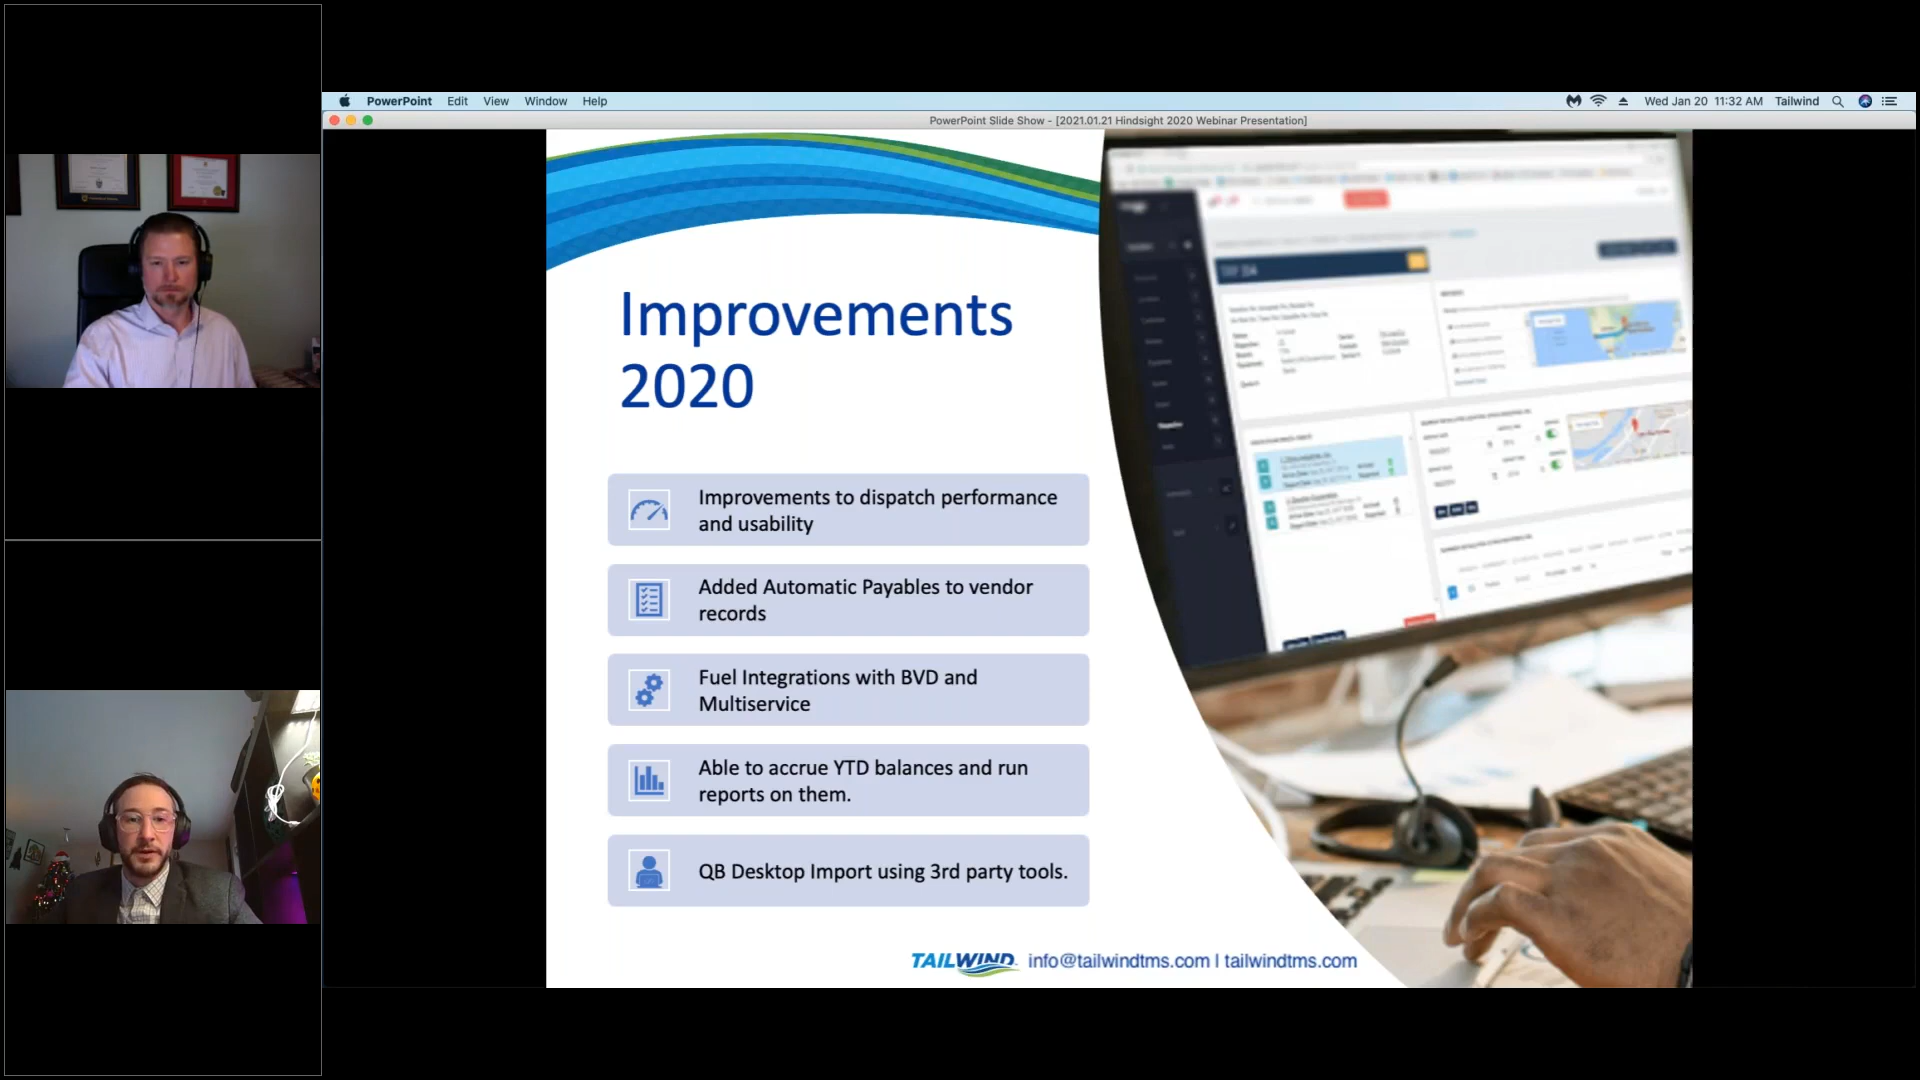 PowerPoint Edit View Window Help
Wed Jan 20 11:32 AM Tailwind
PowerPoint Slide Show - [2021.01.21 Hindsight 2020 Webinar Presentation]
Improvements
2020
Improvements to dispatch performance
and usability
Added Automatic Payables to vendor
records
Fuel Integrations with BVD and
Multiservice
Able to accrue YTD balances and run
reports on them.
QB Desktop Import using 3rd party tools.
TAILWIND info@tailwindtms.com | tailwindtms.com